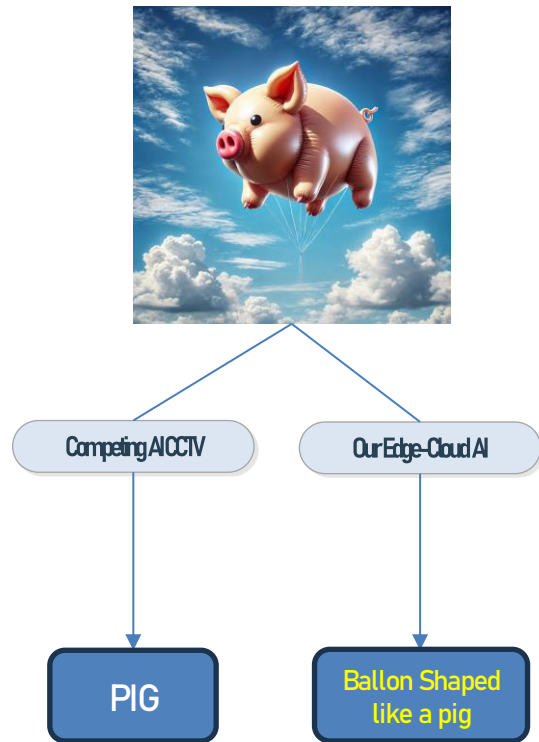 Competing AI CCTV
Our Edge-Cloud AI
PIG
Ballon Shaped
like a pig